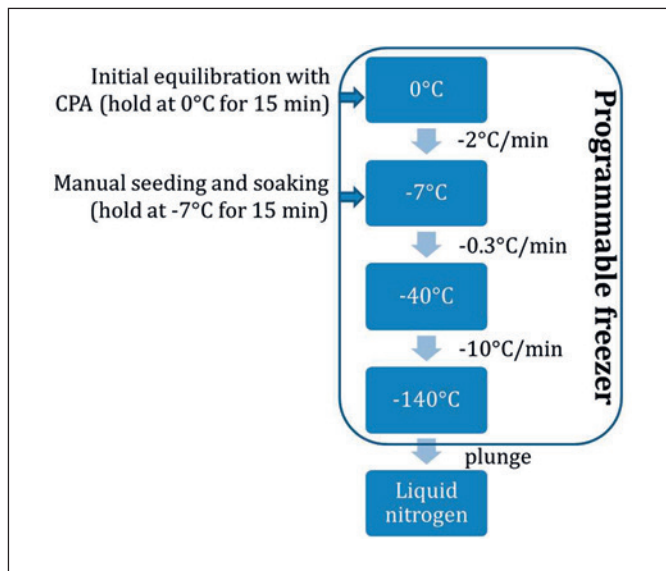 Initial equilibration with
CPA (hold at 0°C for 15 min)
0°C
-2°C/min
Manual seeding and soaking
(hold at -7°C for 15 min)
-7°C
-0.3°C/min
-40°C
-10°C/min
-140°C
Programmable freezer
plunge
Liquid
nitrogen